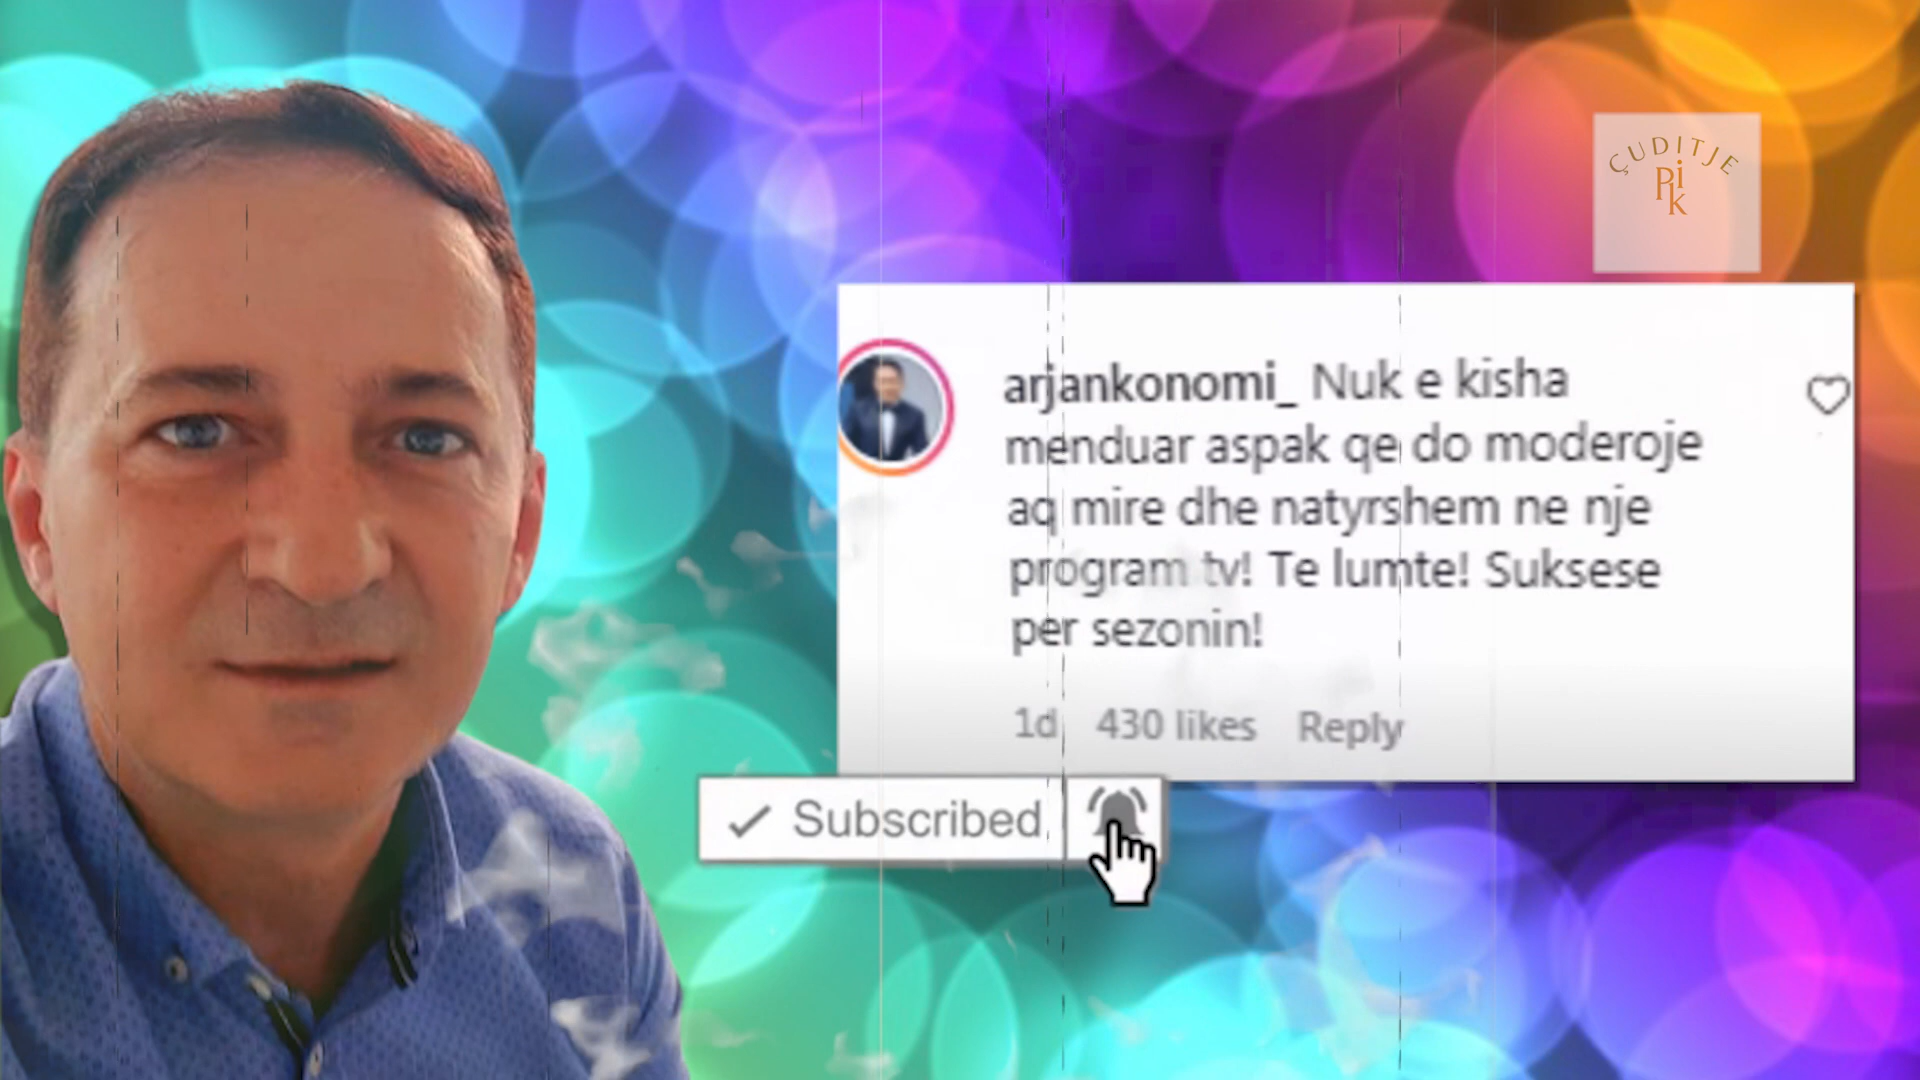 ÇUDITJE
Pik
arjankonomi_ Nuk e kisha
menduar aspak qe do moderoje
aq mire dhe natyrshem ne nje
program tv! Te lumte! Suksese
per sezonin!
1d 430 likes Reply
Subscribed